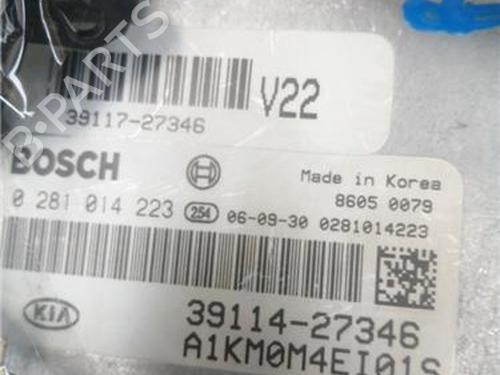 V22
39117-27346
BOSCH
Made in Korea
8605 0079
0 281 014 223 254 06-09-30 0281014223
KIA
39114-27346
A1KM0M4EI01S
B-PARTS